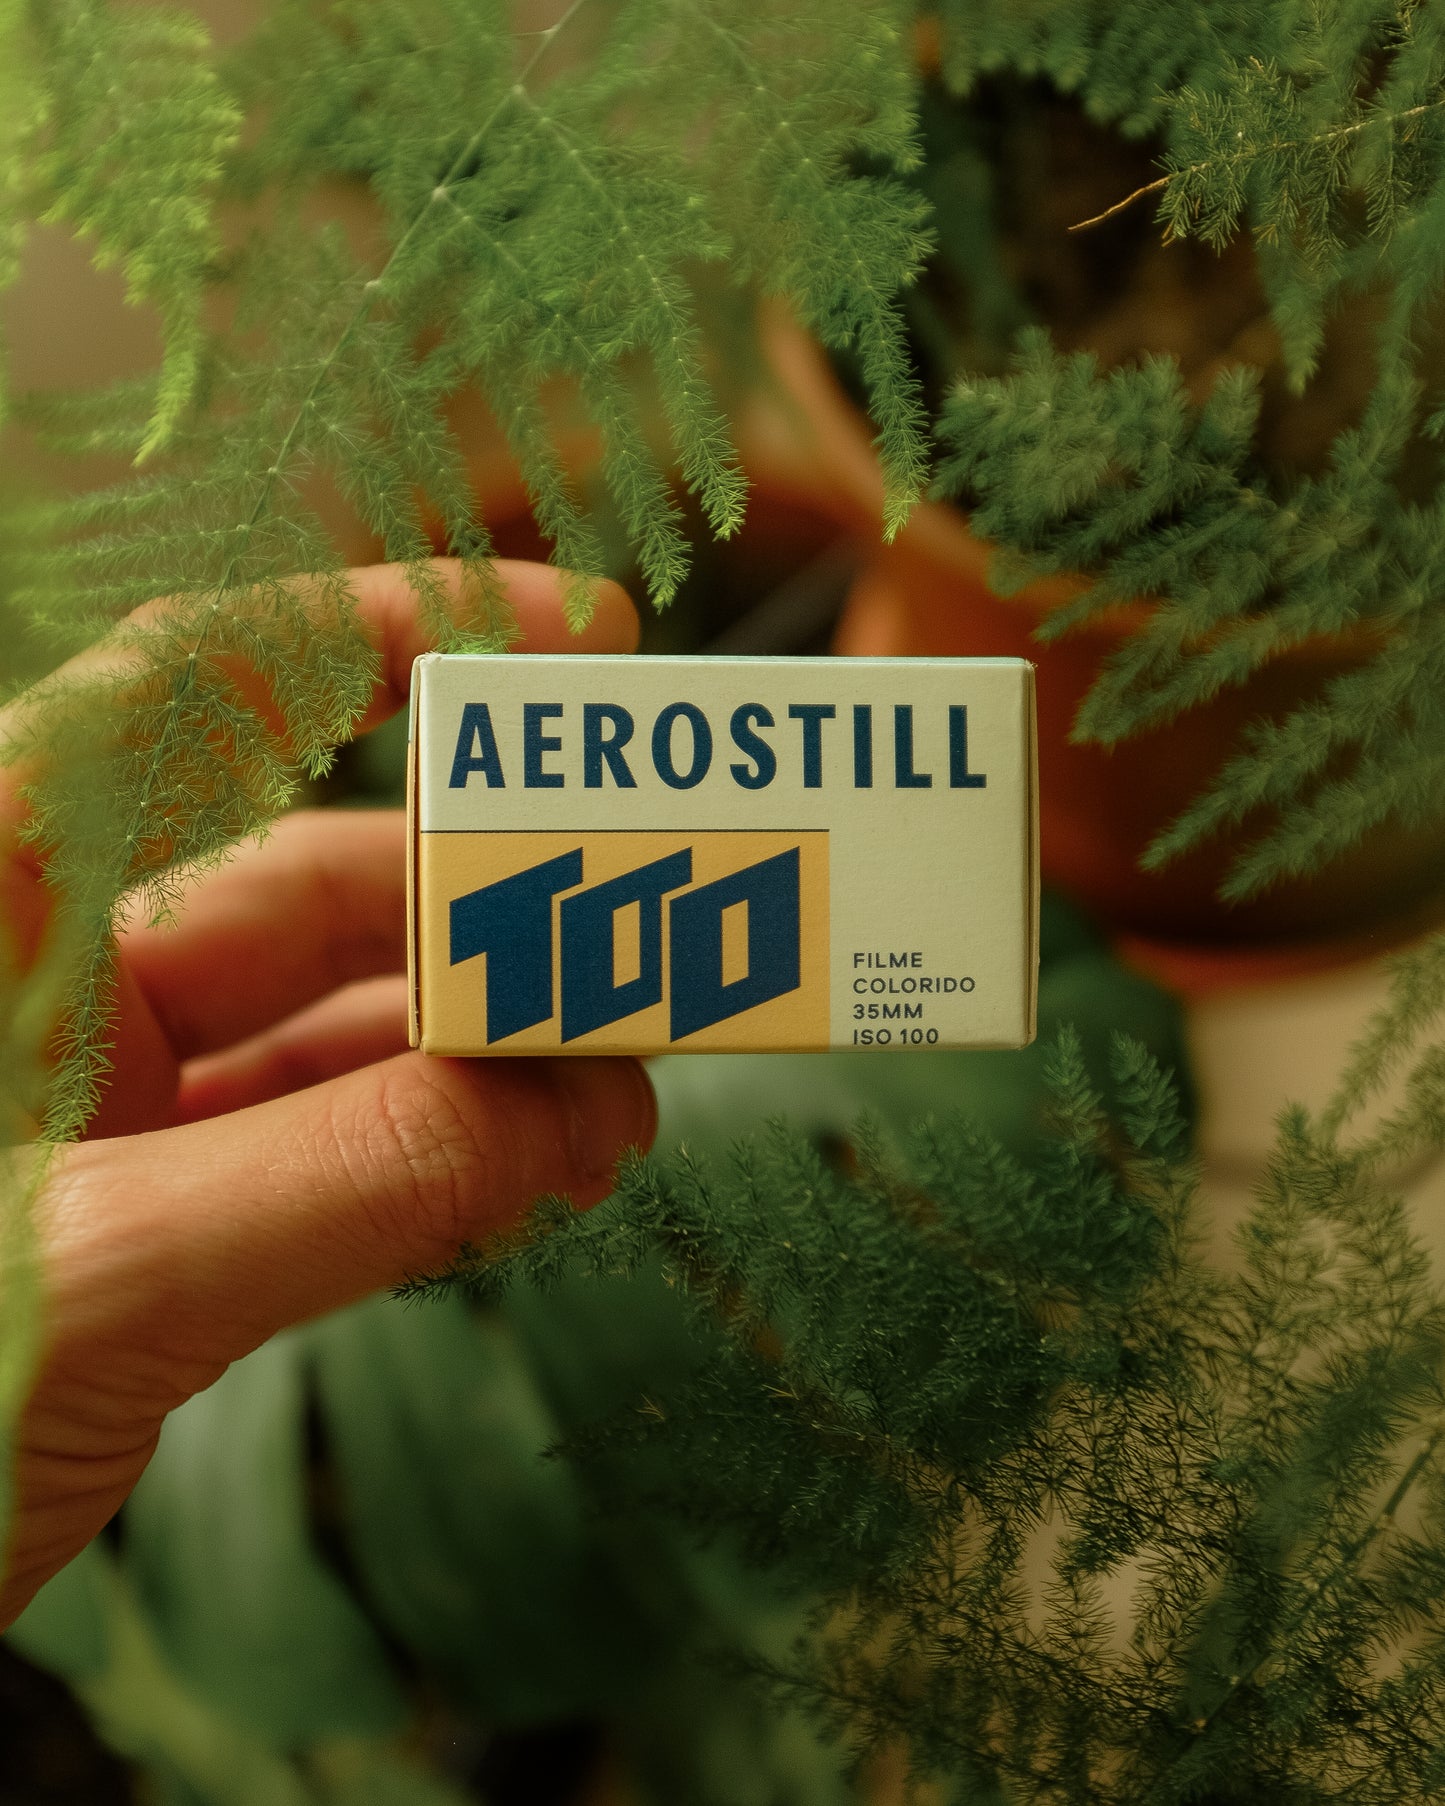 AEROSTILL
100
FILME
COLORIDO
35MM
ISO 100